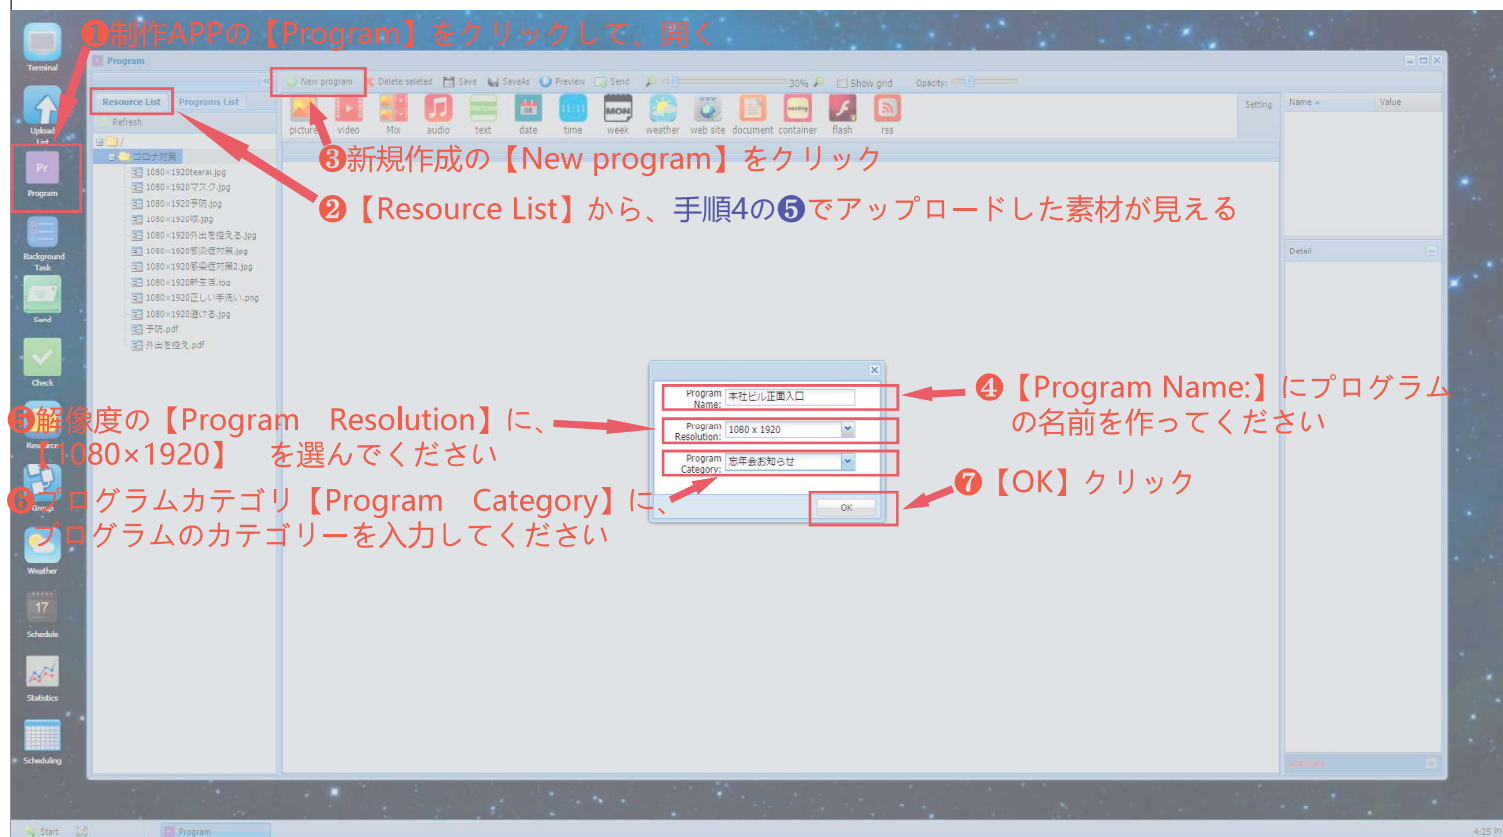 ❶制作APPの【Program】をクリックして、開く
Terminal
Program
New program
Delete seleted
Save
SaveAs
Preview
Send
30%
Show grid
Opacity:
Resource List
Programs List
Setting
Name
Value
Refresh
Upload
List
picture
video
Mix
audio
text
date
time
week
weather
web site
document
container
flash
rss
/
コロナ対策
❸新規作成の【New program】をクリック
Pr
Program
1080×1920tearai.jpg
1080×1920マスク.jpg
1080×1920予防.jpg
1080×1920咳.jpg
❷【Resource List】から、手順4の❺でアップロードした素材が見える
1080×1920外出を控える.jpg
1080×1920感染症対策.jpg
1080×1920感染症対策2.jpg
1080×1920新生活.jpg
1080×1920正しい手洗い.png
1080×1920避ける.jpg
予防.pdf
外出を控え.pdf
Background
Task
Detail
Send
Check
Program
Name:
本社ビル正面入口
❹【Program Name:】にプログラム
の名前を作ってください
❺解像度の【Program　Resolution】に、
【1080×1920】　を選んでください
Program
Resolution:
1080 x 1920
Resource
Program
Category:
忘年会お知らせ
❻プログラムカテゴリ【Program　Category】に、
プログラムのカテゴリーを入力してください
OK
❼【OK】クリック
Group
Weather
17
Schedule
Statistics
Scheduling
Start
Program
4:25 PM